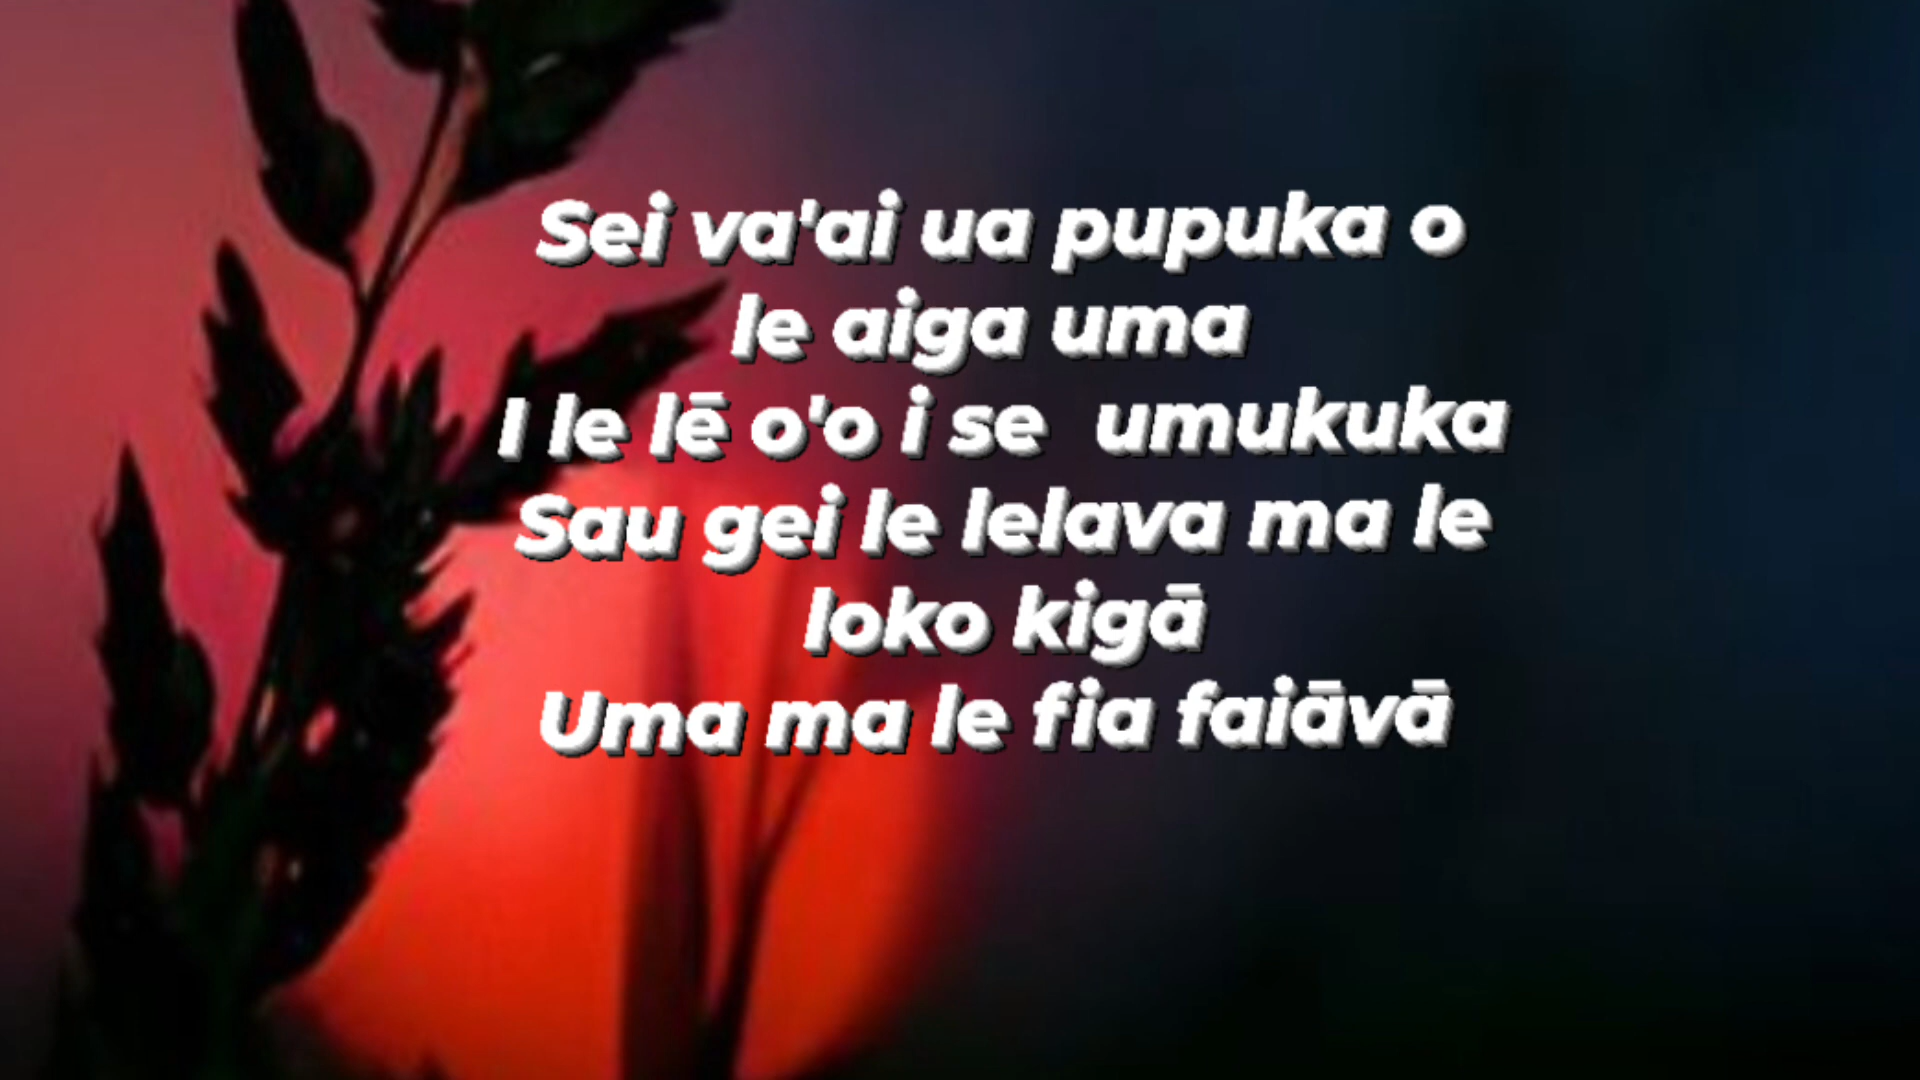 Sei va'ai ua pupuka o
le aiga uma
I le lē o'o i se  umukuka
Sau gei le lelava ma le
loko kigā
Uma ma le fia faiāvā